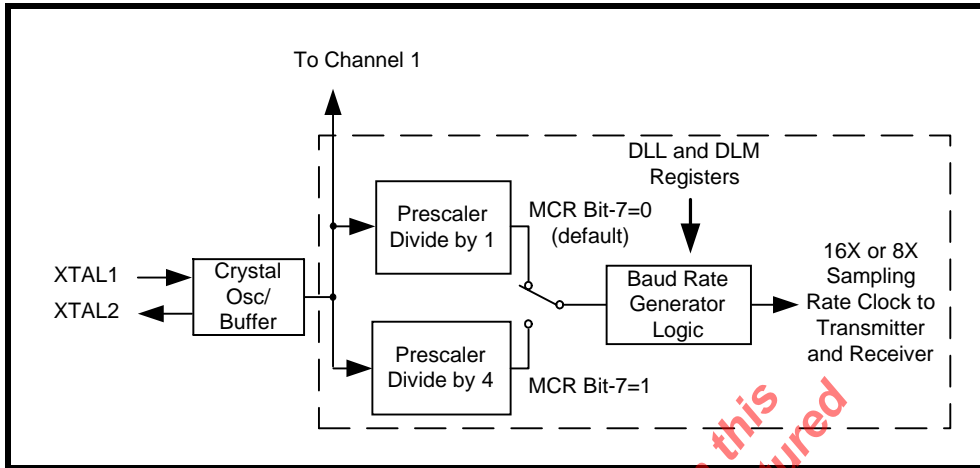 To Channel 1
DLL and DLM
Registers
Prescaler
Divide by 1
MCR Bit-7=0
(default)
XTAL1
XTAL2
Crystal
Osc/
Buffer
Baud Rate
Generator
Logic
16X or 8X
Sampling
Rate Clock to
Transmitter
and Receiver
Prescaler
Divide by 4
MCR Bit-7=1
this